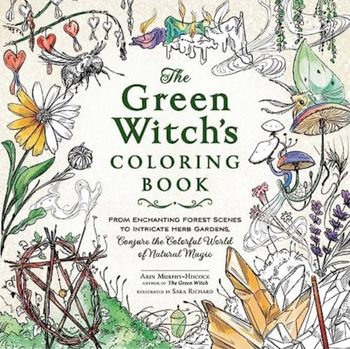 The
Green
Witch's
COLORING
BOOK
FROM ENCHANTING FOREST SCENES
TO INTRICATE HERB GARDENS,
Conjure the Colorful World
of Natural Magic
ARIN MURPHY-HISCOCK
AUTHOR OF The Green Witch
ILLUSTRATED BY SARA RICHARD